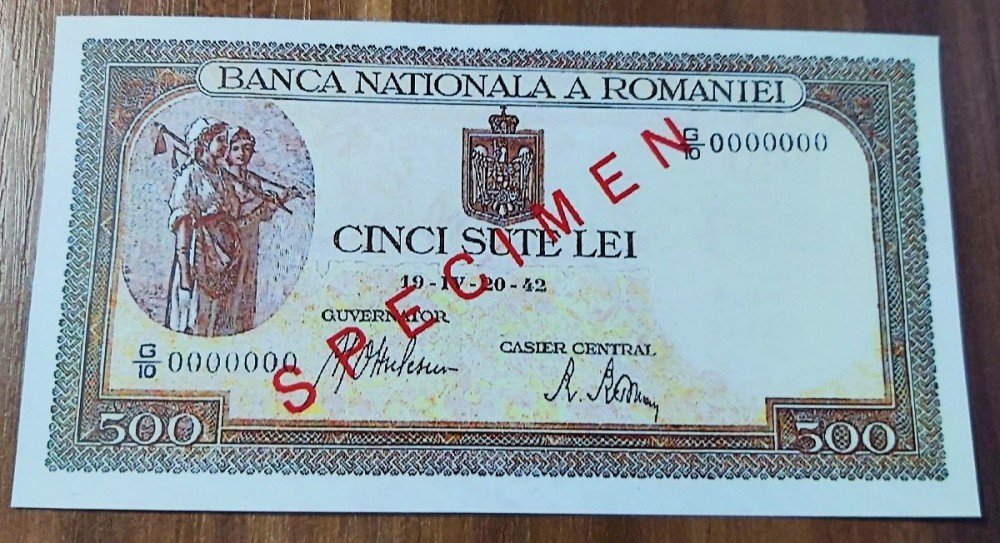 BANCA NATIONALA A ROMANIEI
G/10 0000000
SPECIMEN
CINCI SUTE LEI
19-IV-20-42
GUVERNATOR
CASIER CENTRAL
G/10 0000000
500
500